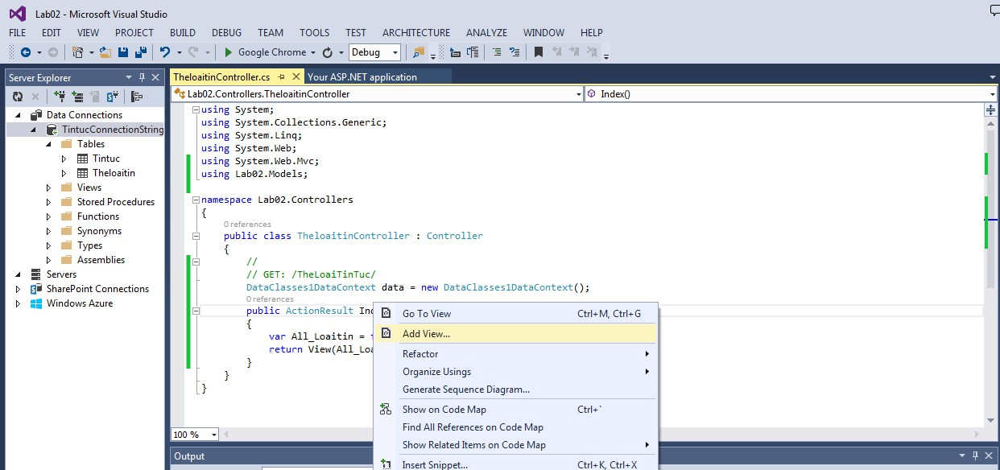 Lab02 - Microsoft Visual Studio
FILE EDIT VIEW PROJECT BUILD DEBUG TEAM TOOLS TEST ARCHITECTURE ANALYZE WINDOW HELP
Google Chrome Debug
Server Explorer
Data Connections
TintucConnectionString
Tables
Tintuc
Theloaitin
Views
Stored Procedures
Functions
Synonyms
Types
Assemblies
Servers
SharePoint Connections
Windows Azure
TheloaitinController.cs Your ASP.NET application
Lab02.Controllers.TheloaitinController Index()
using System;
using System.Collections.Generic;
using System.Linq;
using System.Web;
using System.Web.Mvc;
using Lab02.Models;
namespace Lab02.Controllers
{
0 references
public class TheloaitinController : Controller
{
//
// GET: /TheLoaiTinTuc/
DataClasses1DataContext data = new DataClasses1DataContext();
0 references
public ActionResult
{
var All_Loaitin =
return View(
}
}
}
Go To View Ctrl+M, Ctrl+G
Add View...
Refactor
Organize Usings
Generate Sequence Diagram...
Show on Code Map Ctrl+`
Find All References on Code Map
Show Related Items on Code Map
Insert Snippet... Ctrl+K, Ctrl+X
100 %
Output